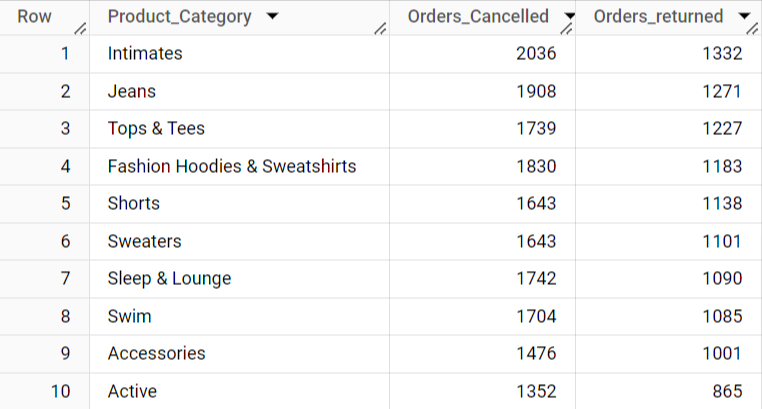 Row Product_Category Orders_Cancelled Orders_returned
1 Intimates 2036 1332
2 Jeans 1908 1271
3 Tops & Tees 1739 1227
4 Fashion Hoodies & Sweatshirts 1830 1183
5 Shorts 1643 1138
6 Sweaters 1643 1101
7 Sleep & Lounge 1742 1090
8 Swim 1704 1085
9 Accessories 1476 1001
10 Active 1352 865